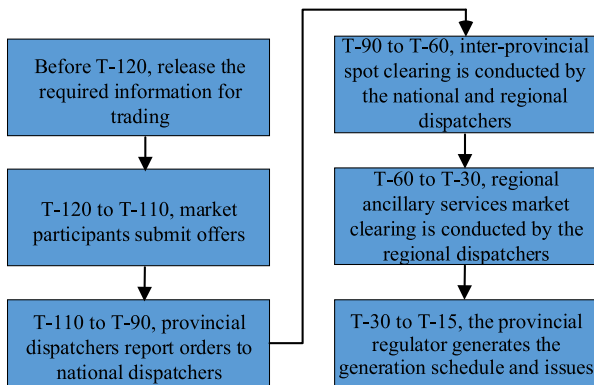 Before T-120, release the
required information for
trading
T-120 to T-110, market
participants submit offers
T-110 to T-90, provincial
dispatchers report orders to
national dispatchers
T-90 to T-60, inter-provincial
spot clearing is conducted by
the national and regional
dispatchers
T-60 to T-30, regional
ancillary services market
clearing is conducted by the
regional dispatchers
T-30 to T-15, the provincial
regulator generates the
generation schedule and issues